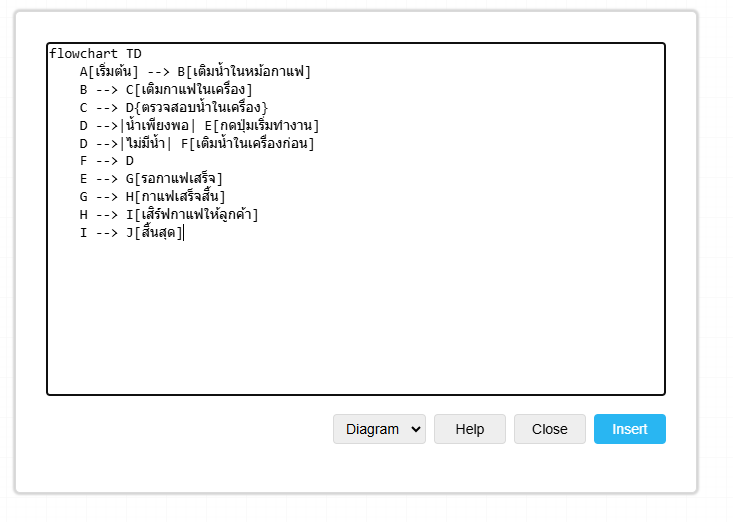 flowchart TD
    A[เริ่มต้น] --> B[เติมน้ำในหม้อกาแฟ]
    B --> C[เติมกาแฟในเครื่อง]
    C --> D{ตรวจสอบน้ำในเครื่อง}
    D -->|น้ำเพียงพอ| E[กดปุ่มเริ่มทำงาน]
    D -->|ไม่มีน้ำ| F[เติมน้ำในเครื่องก่อน]
    F --> D
    E --> G[รอกาแฟเสร็จ]
    G --> H[กาแฟเสร็จสิ้น]
    H --> I[เสิร์ฟกาแฟให้ลูกค้า]
    I --> J[สิ้นสุด]
Diagram Help Close Insert